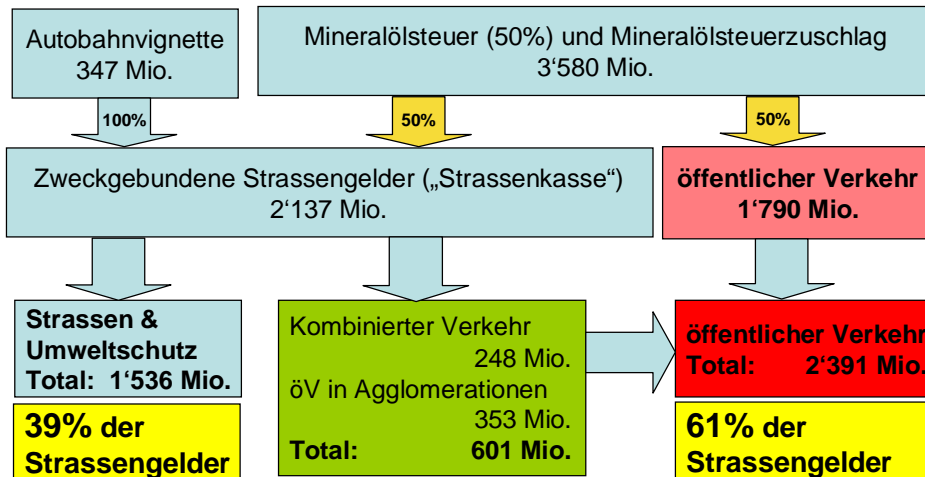 Autobahnvignette
347 Mio.
Mineralölsteuer (50%) und Mineralölsteuerzuschlag
3‘580 Mio.
100%
50%
50%
Zweckgebundene Strassengelder („Strassenkasse“)
2‘137 Mio.
öffentlicher Verkehr
1‘790 Mio.
Strassen &
Umweltschutz
Total: 1‘536 Mio.
Kombinierter Verkehr
248 Mio.
öV in Agglomerationen
353 Mio.
Total: 601 Mio.
öffentlicher Verkehr
Total: 2‘391 Mio.
39% der
Strassengelder
61% der
Strassengelder